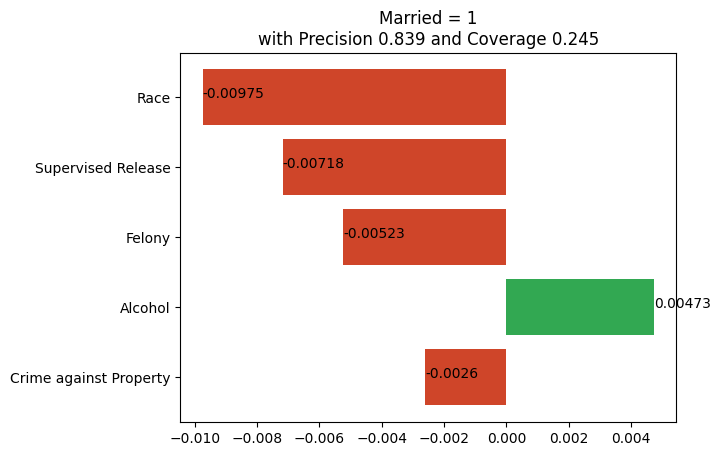 Married = 1
with Precision 0.839 and Coverage 0.245
Race
-0.00975
Supervised Release
-0.00718
Felony
-0.00523
Alcohol
0.00473
Crime against Property
-0.0026
−0.010 −0.008 −0.006 −0.004 −0.002 0.000 0.002 0.004